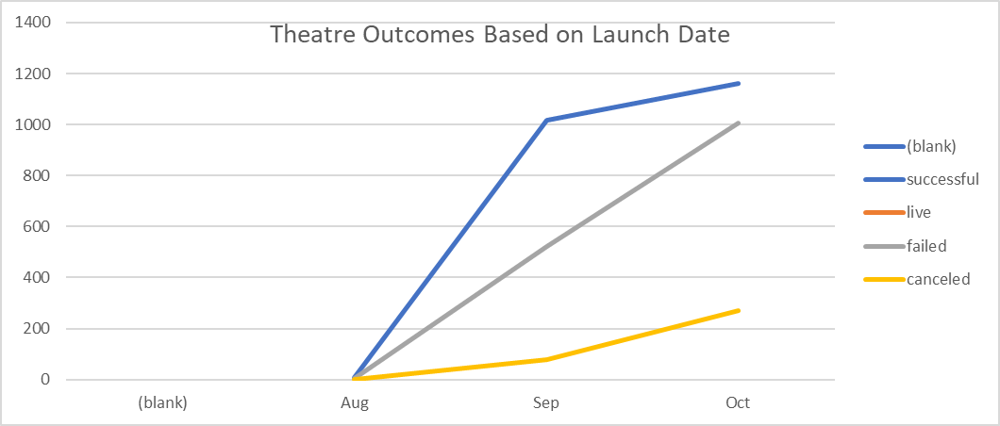 Theatre Outcomes Based on Launch Date
1400
1200
1000
800
600
400
200
0
(blank)
Aug
Sep
Oct
(blank)
successful
live
failed
canceled